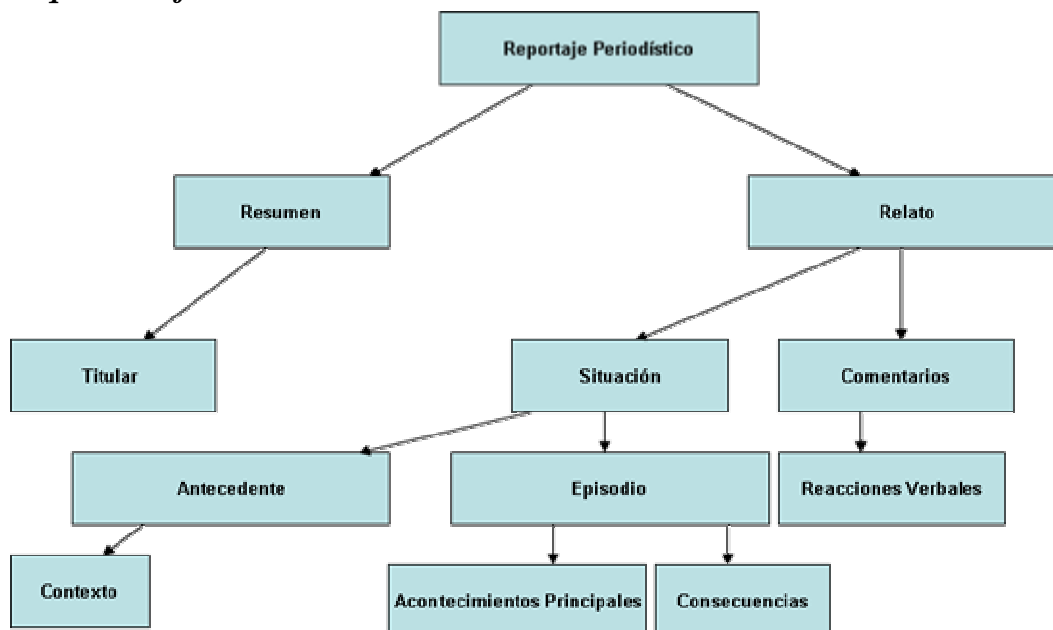 Reportaje Periodístico
Resumen
Relato
Titular
Situación
Comentarios
Antecedente
Episodio
Reacciones Verbales
Contexto
Acontecimientos Principales
Consecuencias